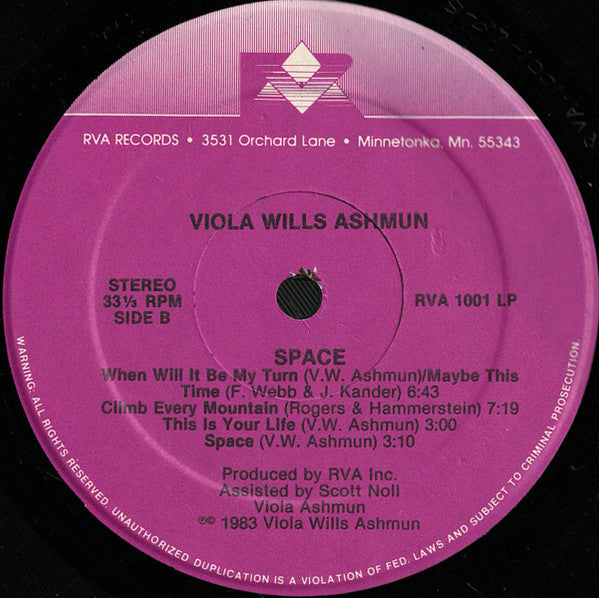 RVA RECORDS • 3531 Orchard Lane • Minnetonka, Mn. 55343
VIOLA WILLS ASHMUN
STEREO
33⅓ RPM
SIDE B
RVA 1001 LP
SPACE
When Will It Be My Turn (V.W. Ashmun)/Maybe This
Time (F. Webb & J. Kander) 6:43
Climb Every Mountain (Rogers & Hammerstein) 7:19
This Is Your Life (V.W. Ashmun) 3:00
Space (V.W. Ashmun) 3:10
Produced by RVA Inc.
Assisted by Scott Noll
Viola Ashmun
℗© 1983 Viola Wills Ashmun
WARNING: ALL RIGHTS RESERVED. UNAUTHORIZED DUPLICATION IS A VIOLATION OF FED. LAWS AND SUBJECT TO CRIMINAL PROSECUTION.